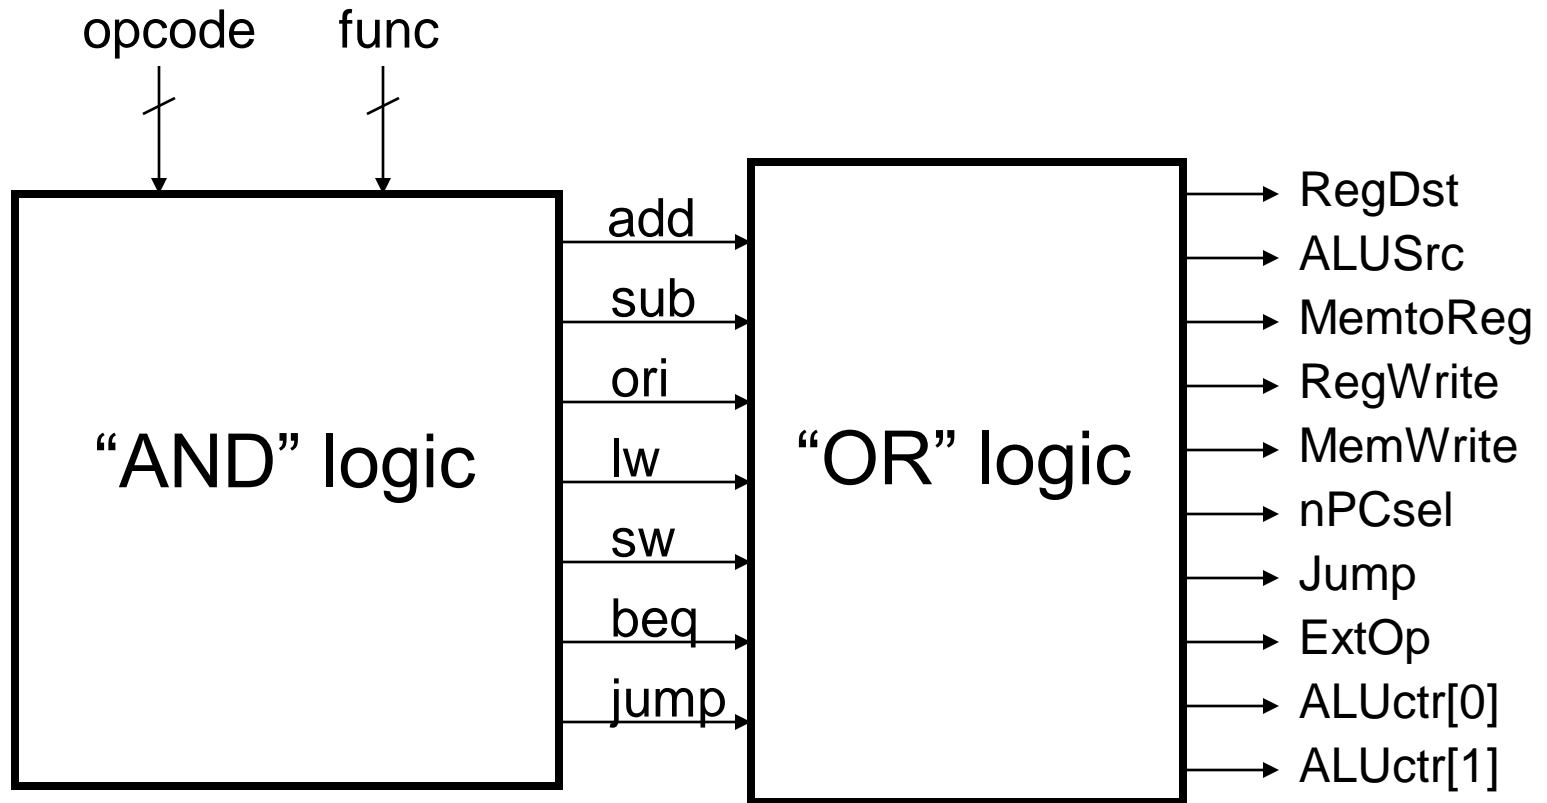 opcode func
add
sub
ori
lw
sw
beq
jump
“AND” logic
“OR” logic
RegDst
ALUSrc
MemtoReg
RegWrite
MemWrite
nPCsel
Jump
ExtOp
ALUctr[0]
ALUctr[1]